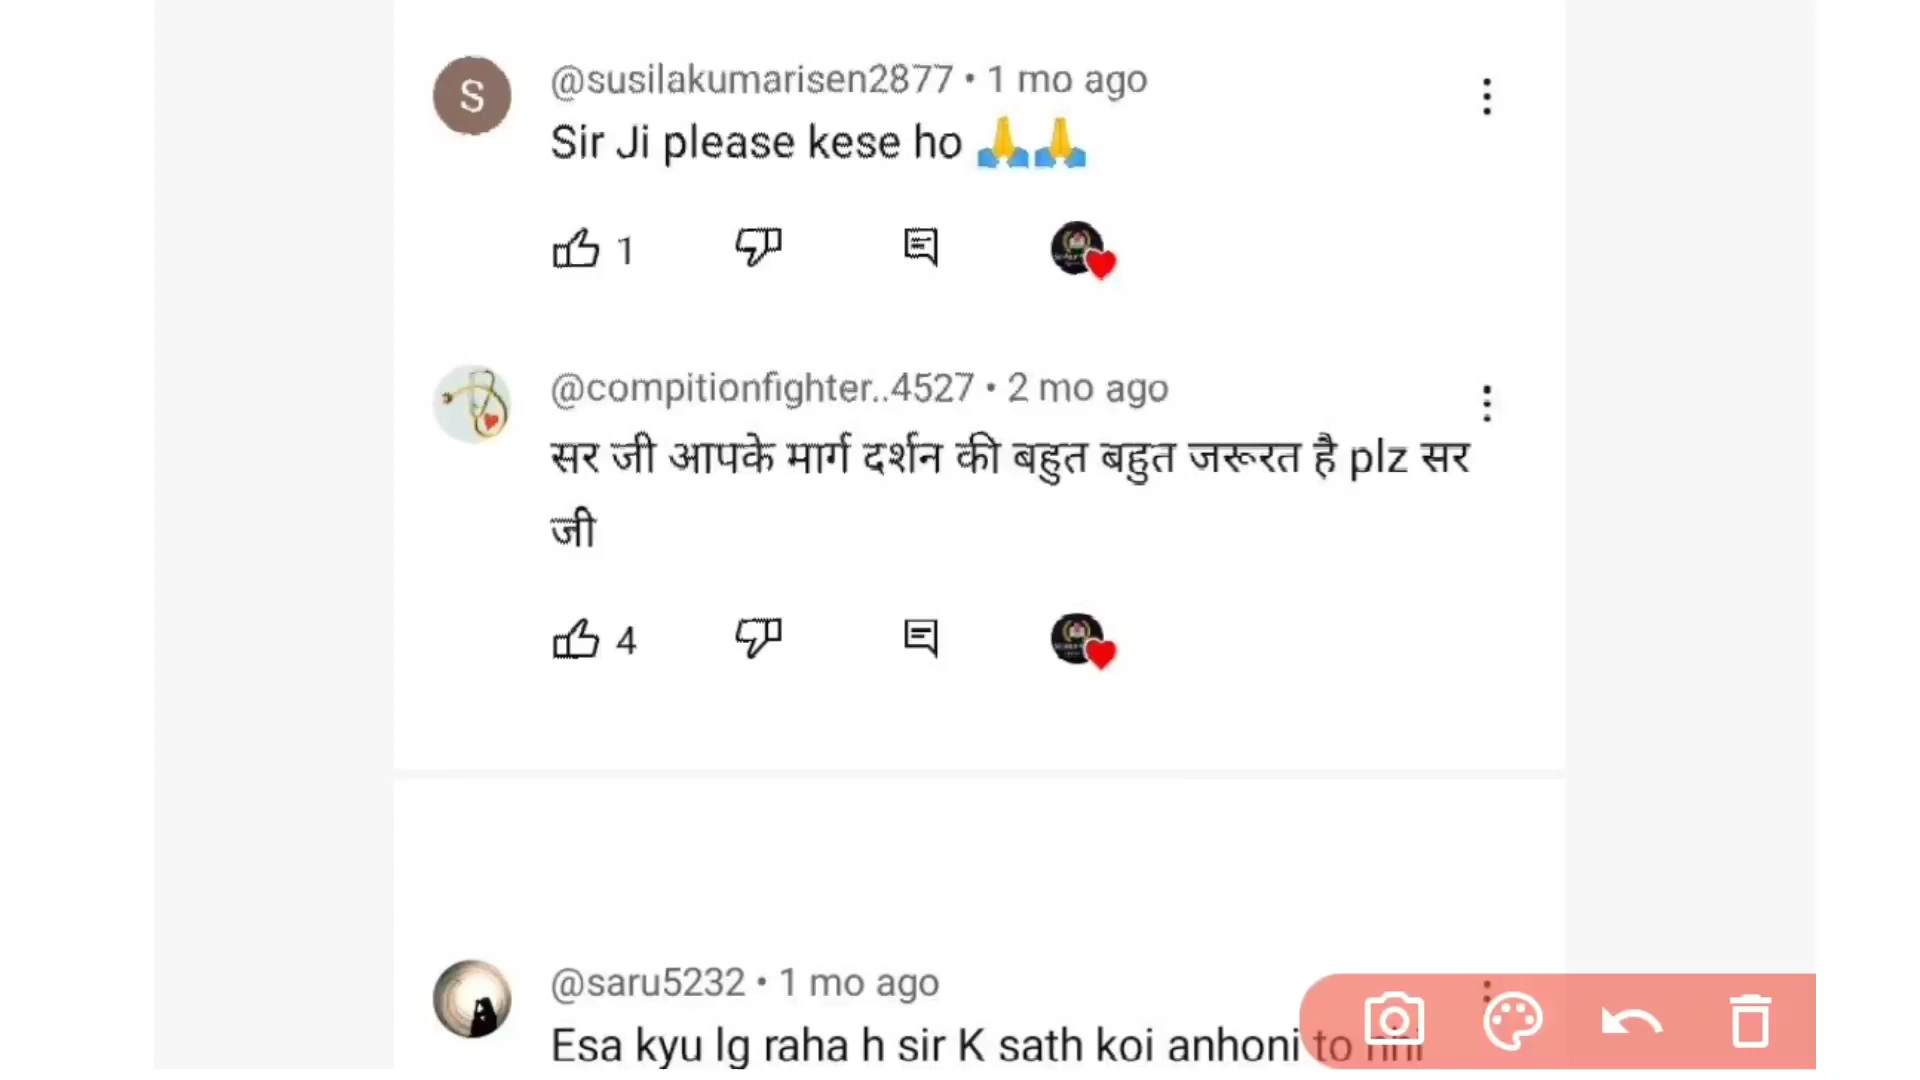 S
@susilakumarisen2877 • 1 mo ago
Sir Ji please kese ho 🙏🙏
1
@compitionfighter..4527 • 2 mo ago
सर जी आपके मार्ग दर्शन की बहुत बहुत जरूरत है plz सर
जी
4
@saru5232 • 1 mo ago
Esa kyu lg raha h sir K sath koi anhoni to nhi